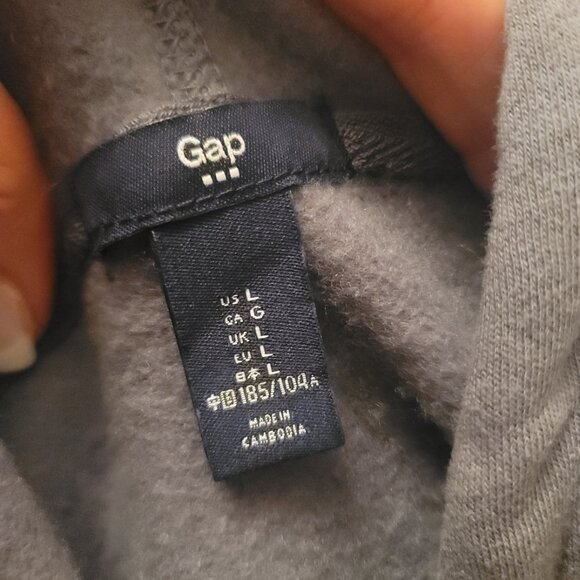 Gap
US L
CA G
UK L
EU L
日本 L
中国 185/104A
MADE IN
CAMBODIA